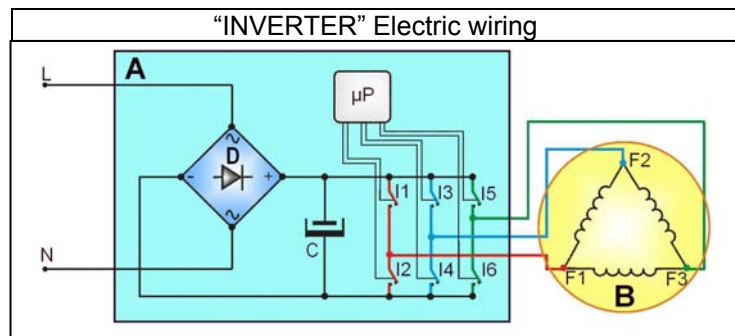 “INVERTER” Electric wiring
A
L
μP
D
- +
I1 I3 I5
F2
C
N
I2 I4 I6
F1 F3
B